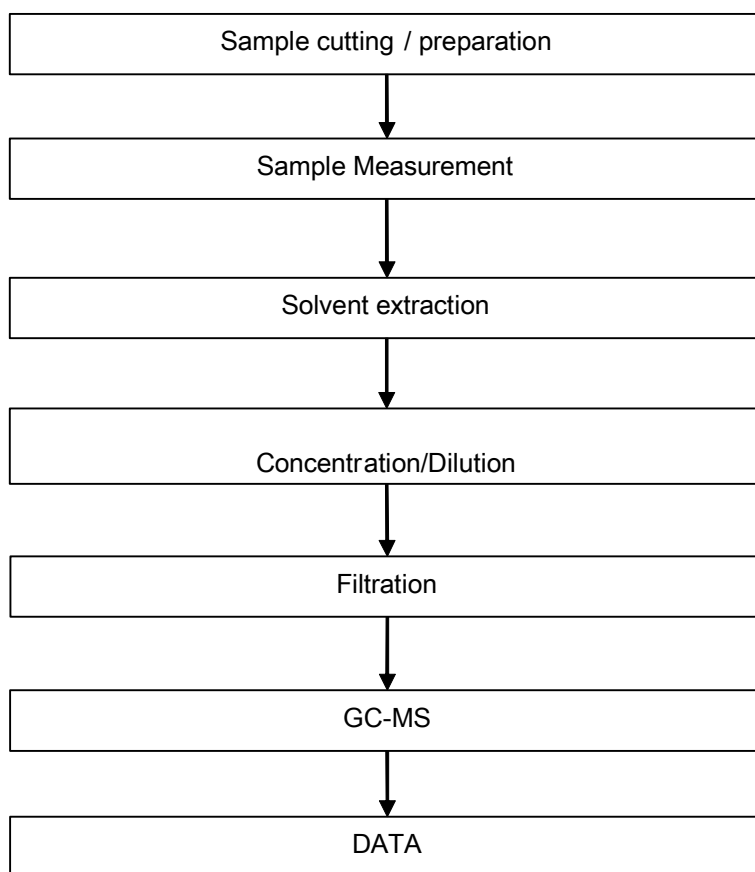 Sample cutting / preparation
Sample Measurement
Solvent extraction
Concentration/Dilution
Filtration
GC-MS
DATA